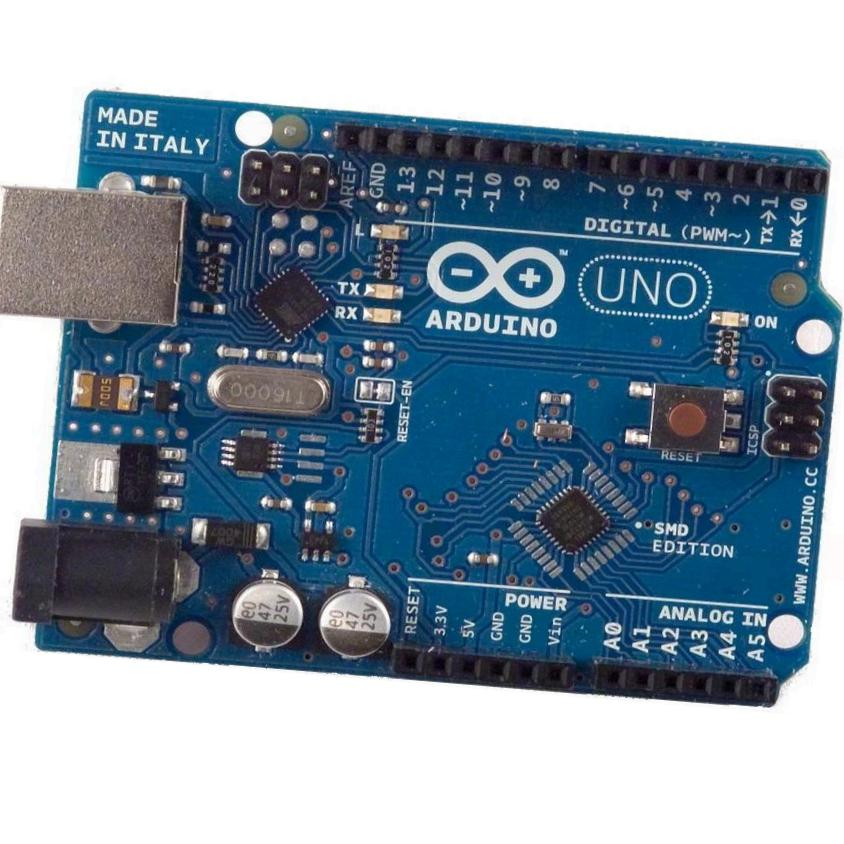 MADE
IN ITALY
AREF
GND
13
12
~11
~10
~9
8
7
~6
~5
4
~3
2
TX→1
RX←0
DIGITAL (PWM~)
L
TX
RX
ARDUINO
™
UNO
ON
RESET-EN
RESET
ICSP
SMD
EDITION
WWW.ARDUINO.CC
POWER
ANALOG IN
RESET
3.3V
5V
GND
GND
Vin
A0
A1
A2
A3
A4
A5
47
25V
47
25V